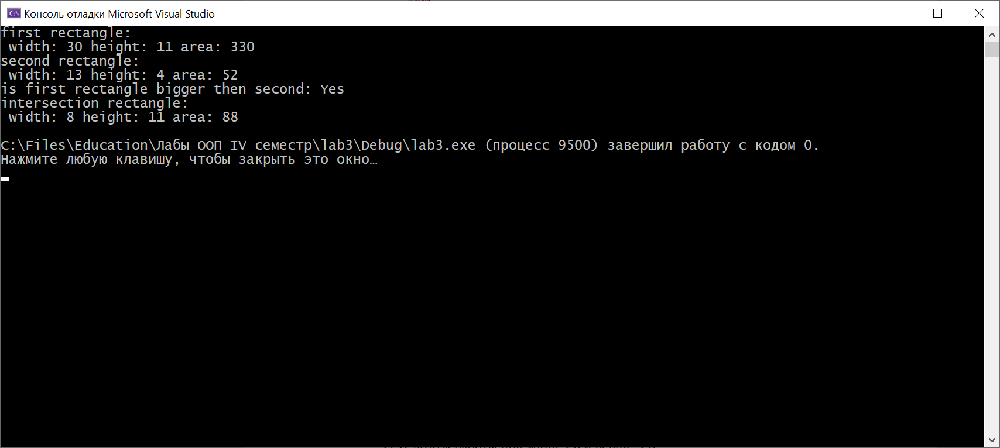 Консоль отладки Microsoft Visual Studio
first rectangle:
 width: 30 height: 11 area: 330
second rectangle:
 width: 13 height: 4 area: 52
is first rectangle bigger then second: Yes
intersection rectangle:
 width: 8 height: 11 area: 88
C:\Files\Education\Лабы ООП IV семестр\lab3\Debug\lab3.exe (процесс 9500) завершил работу с кодом 0.
Нажмите любую клавишу, чтобы закрыть это окно…